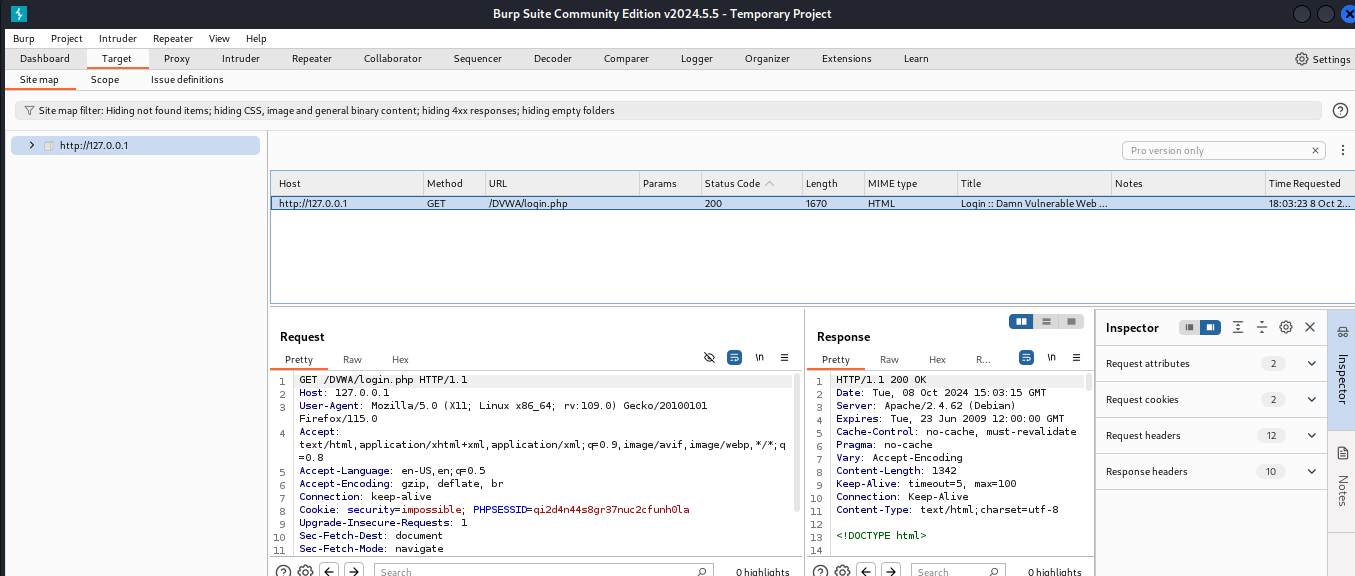 Burp Suite Community Edition v2024.5.5 - Temporary Project
Burp Project Intruder Repeater View Help
Dashboard Target Proxy Intruder Repeater Collaborator Sequencer Decoder Comparer Logger Organizer Extensions Learn Settings
Site map Scope Issue definitions
Site map filter: Hiding not found items; hiding CSS, image and general binary content; hiding 4xx responses; hiding empty folders
http://127.0.0.1
Pro version only
Host Method URL Params Status Code Length MIME type Title Notes Time Requested
http://127.0.0.1 GET /DVWA/login.php 200 1670 HTML Login :: Damn Vulnerable Web ... 18:03:23 8 Oct 2...
Request
Pretty Raw Hex
\n
1 GET /DVWA/login.php HTTP/1.1
2 Host: 127.0.0.1
3 User-Agent: Mozilla/5.0 (X11; Linux x86_64; rv:109.0) Gecko/20100101
Firefox/115.0
4 Accept:
text/html,application/xhtml+xml,application/xml;q=0.9,image/avif,image/webp,*/*;q
=0.8
5 Accept-Language: en-US,en;q=0.5
6 Accept-Encoding: gzip, deflate, br
7 Connection: keep-alive
8 Cookie: security=impossible; PHPSESSID=qi2d4n44s8gr37nuc2cfunh0la
9 Upgrade-Insecure-Requests: 1
10 Sec-Fetch-Dest: document
11 Sec-Fetch-Mode: navigate
Search 0 highlights
Response
Pretty Raw Hex R...
\n
1 HTTP/1.1 200 OK
2 Date: Tue, 08 Oct 2024 15:03:15 GMT
3 Server: Apache/2.4.62 (Debian)
4 Expires: Tue, 23 Jun 2009 12:00:00 GMT
5 Cache-Control: no-cache, must-revalidate
6 Pragma: no-cache
7 Vary: Accept-Encoding
8 Content-Length: 1342
9 Keep-Alive: timeout=5, max=100
10 Connection: Keep-Alive
11 Content-Type: text/html;charset=utf-8
12
13 <!DOCTYPE html>
14
Search 0 highlights
Inspector
Request attributes 2
Request cookies 2
Request headers 12
Response headers 10
Inspector
Notes